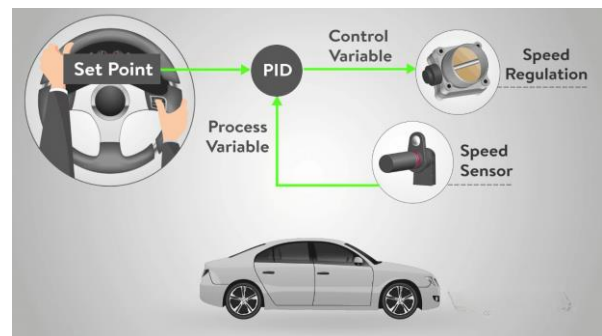 Set Point
PID
Control
Variable
Speed
Regulation
Process
Variable
Speed
Sensor